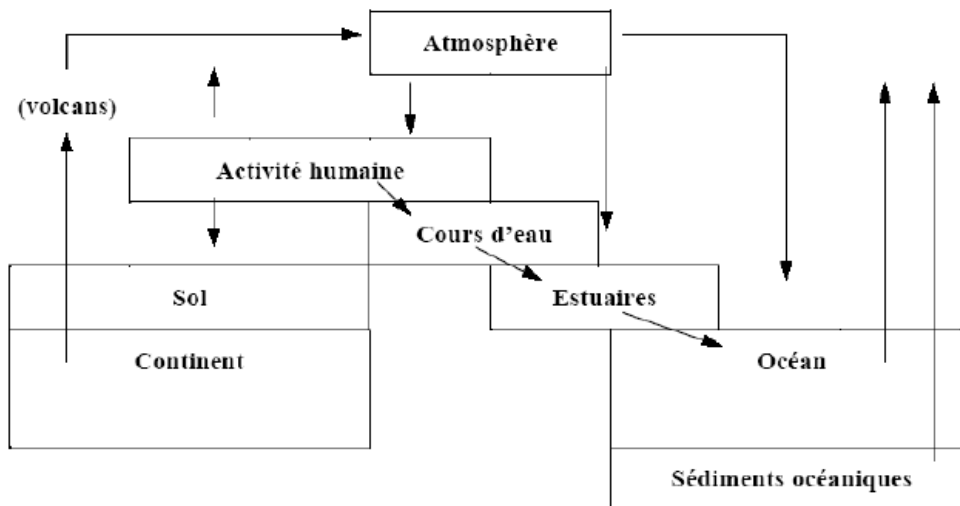 Atmosphère
(volcans)
Activité humaine
Cours d'eau
Sol
Estuaires
Continent
Océan
Sédiments océaniques